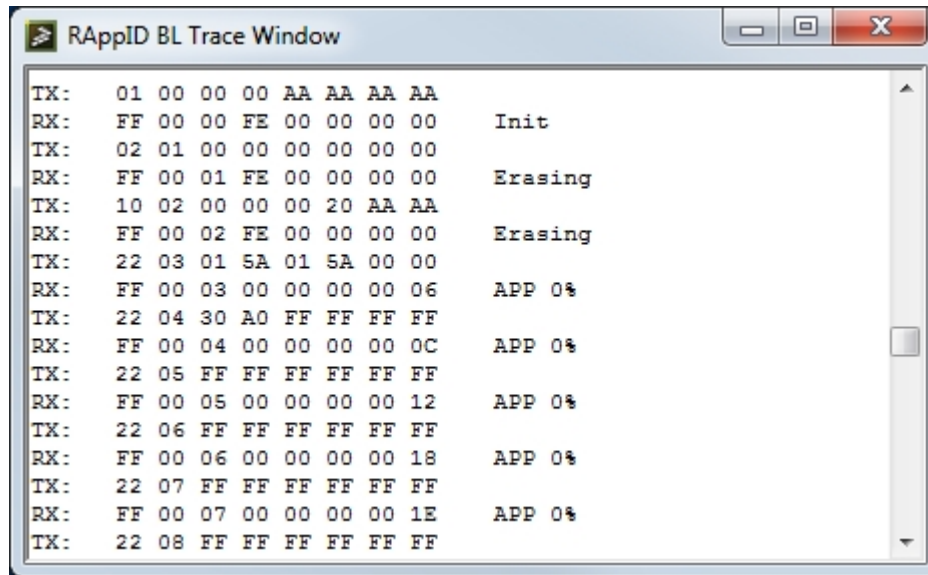 RAppID BL Trace Window
TX: 01 00 00 00 AA AA AA AA
RX: FF 00 00 FE 00 00 00 00 Init
TX: 02 01 00 00 00 00 00 00
RX: FF 00 01 FE 00 00 00 00 Erasing
TX: 10 02 00 00 00 20 AA AA
RX: FF 00 02 FE 00 00 00 00 Erasing
TX: 22 03 01 5A 01 5A 00 00
RX: FF 00 03 00 00 00 00 06 APP 0%
TX: 22 04 30 A0 FF FF FF FF
RX: FF 00 04 00 00 00 00 0C APP 0%
TX: 22 05 FF FF FF FF FF FF
RX: FF 00 05 00 00 00 00 12 APP 0%
TX: 22 06 FF FF FF FF FF FF
RX: FF 00 06 00 00 00 00 18 APP 0%
TX: 22 07 FF FF FF FF FF FF
RX: FF 00 07 00 00 00 00 1E APP 0%
TX: 22 08 FF FF FF FF FF FF